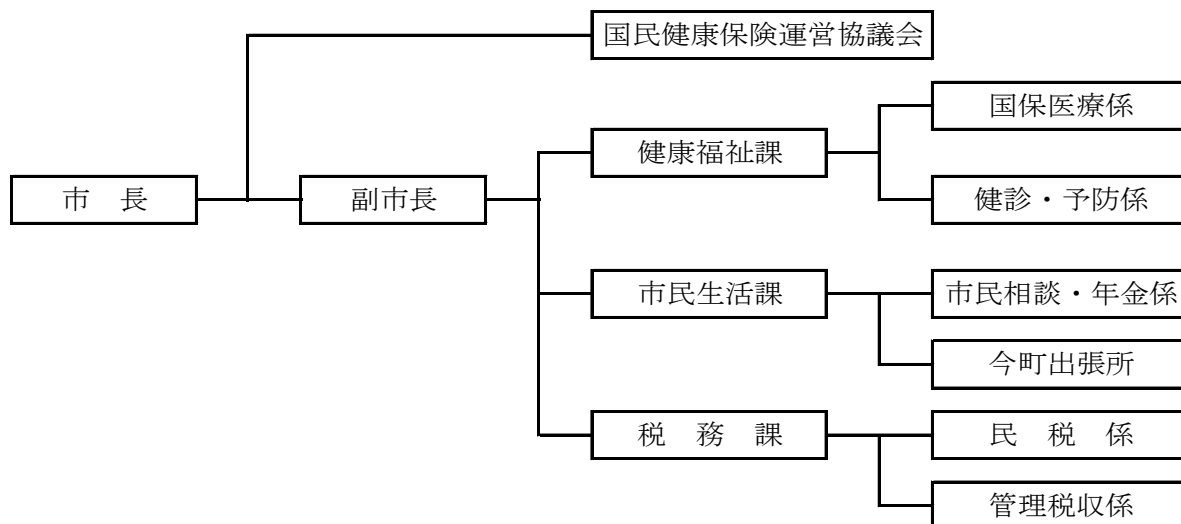 国民健康保険運営協議会
国保医療係
健康福祉課
市　長
副市長
健診・予防係
市民生活課
市民相談・年金係
今町出張所
税　務　課
民　税　係
管理税収係